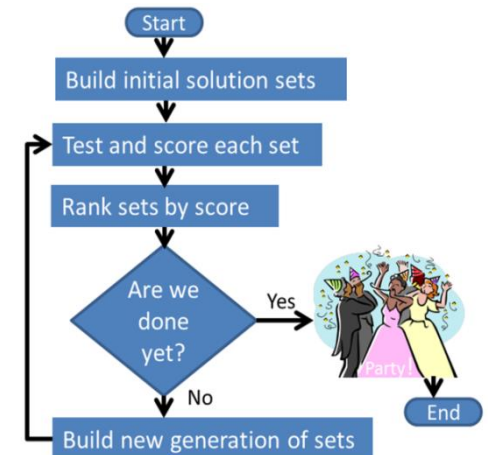 Start
Build initial solution sets
Test and score each set
Rank sets by score
Are we
done
yet?
Yes
Party!
No
End
Build new generation of sets